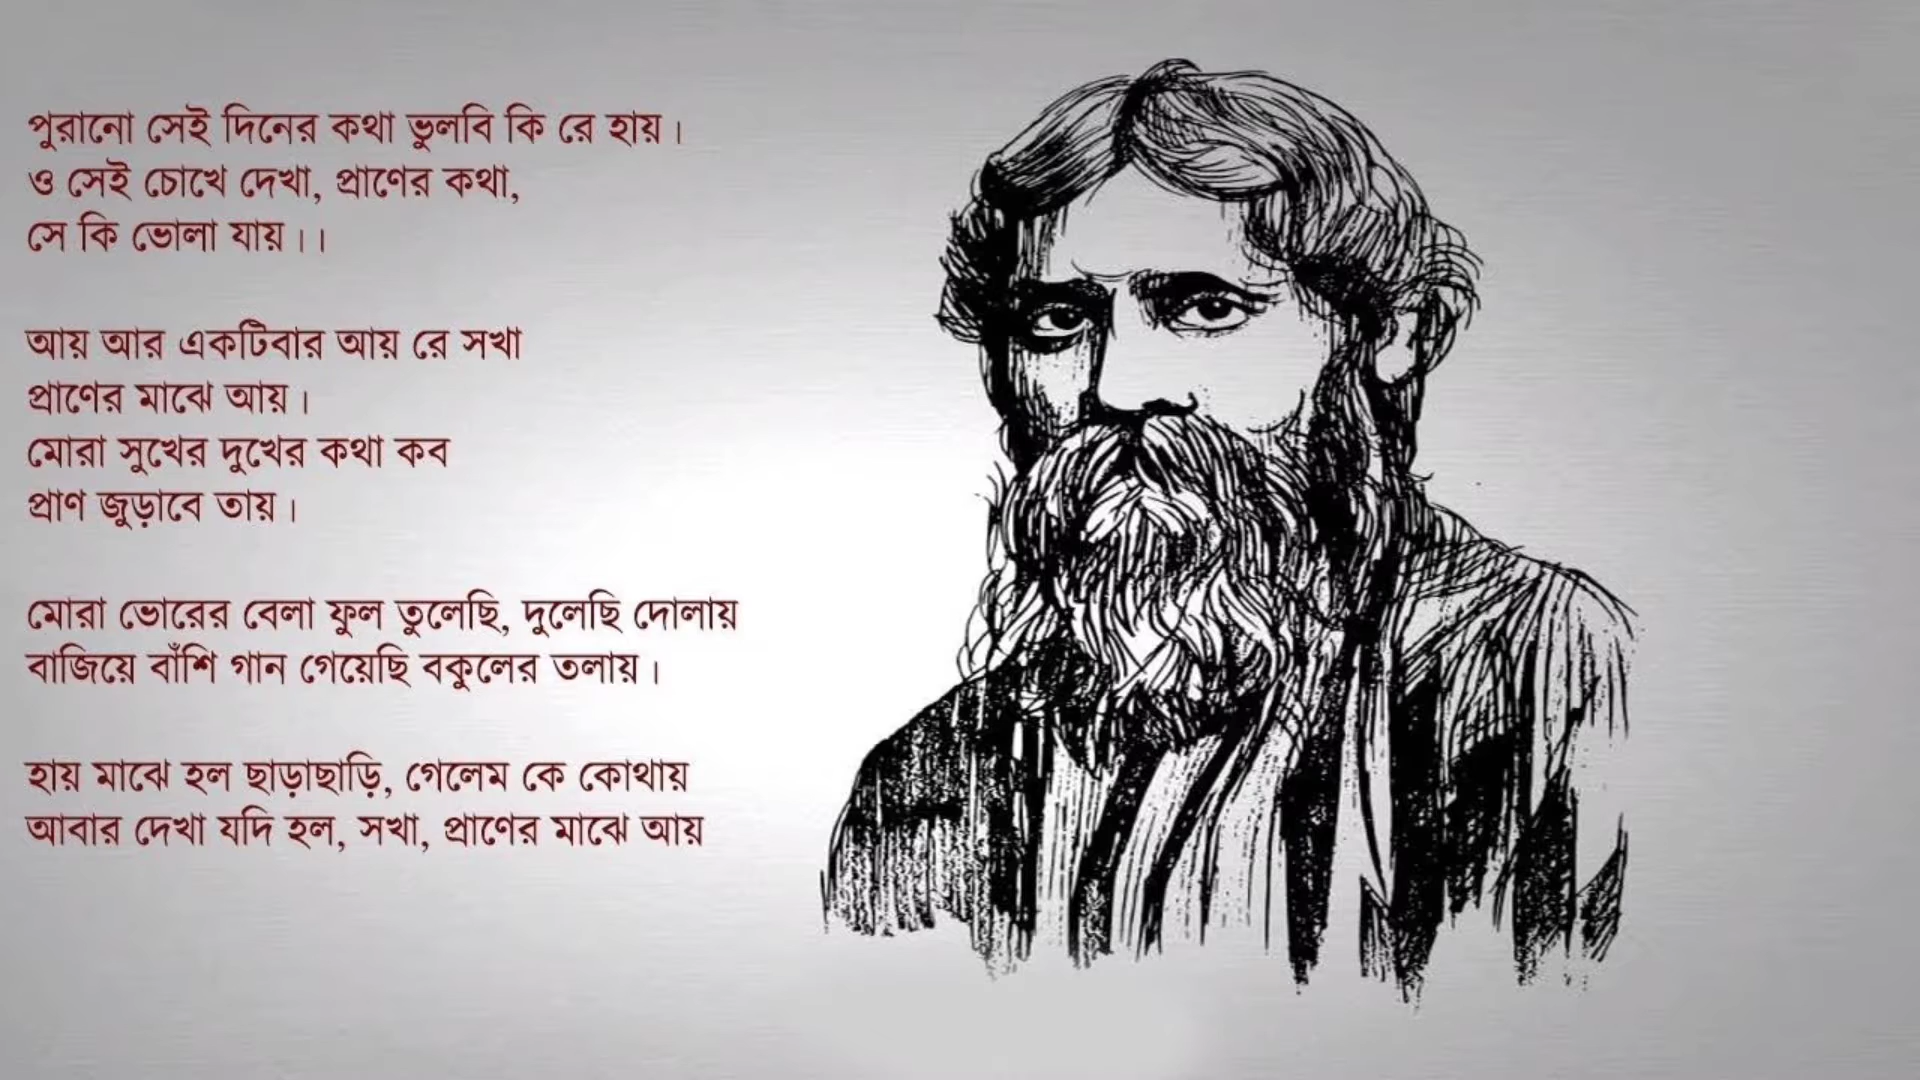 পুরানো সেই দিনের কথা ভুলবি কি রে হায়।
ও সেই চোখে দেখা, প্রাণের কথা,
সে কি ভোলা যায়।।
আয় আর একটিবার আয় রে সখা
প্রাণের মাঝে আয়।
মোরা সুখের দুখের কথা কব
প্রাণ জুড়াবে তায়।
মোরা ভোরের বেলা ফুল তুলেছি, দুলেছি দোলায়
বাজিয়ে বাঁশি গান গেয়েছি বকুলের তলায়।
হায় মাঝে হল ছাড়াছাড়ি, গেলেম কে কোথায়
আবার দেখা যদি হল, সখা, প্রাণের মাঝে আয়